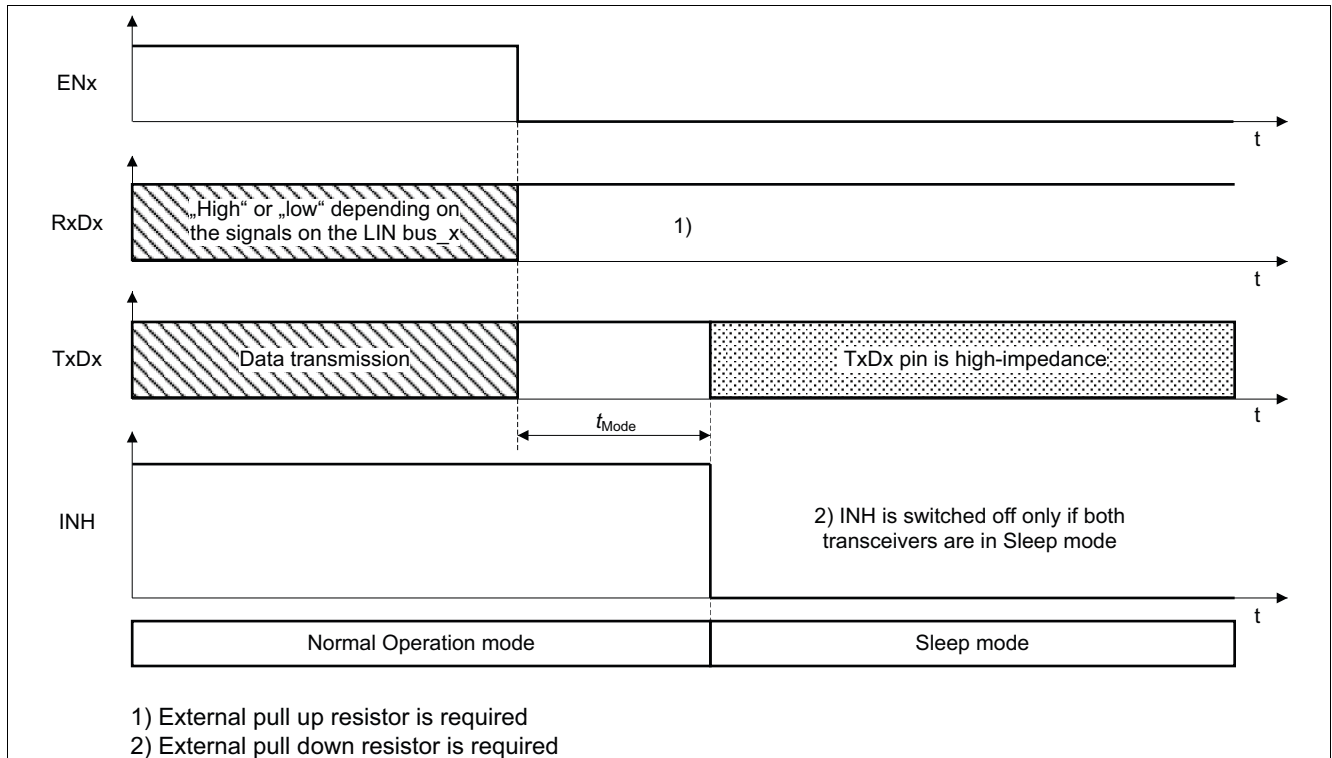 ENx
t
RxDx
„High“ or „low“ depending on
the signals on the LIN bus_x
1)
t
TxDx
Data transmission
TxDx pin is high-impedance
t
tMode
INH
2) INH is switched off only if both
transceivers are in Sleep mode
t
Normal Operation mode
Sleep mode
1) External pull up resistor is required
2) External pull down resistor is required